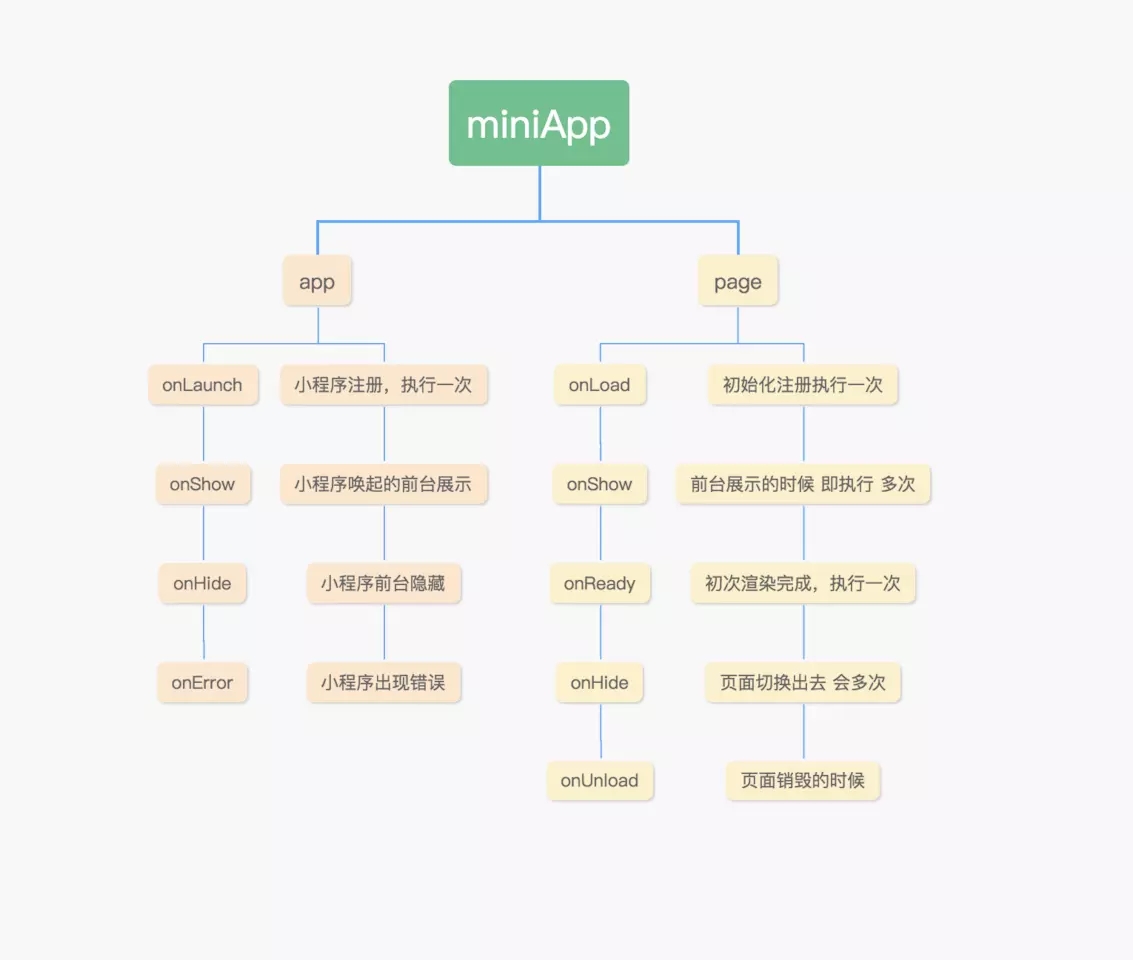 miniApp
app
page
onLaunch
小程序注册，执行一次
onLoad
初始化注册执行一次
onShow
小程序唤起的前台展示
onShow
前台展示的时候 即执行 多次
onHide
小程序前台隐藏
onReady
初次渲染完成，执行一次
onError
小程序出现错误
onHide
页面切换出去 会多次
onUnload
页面销毁的时候